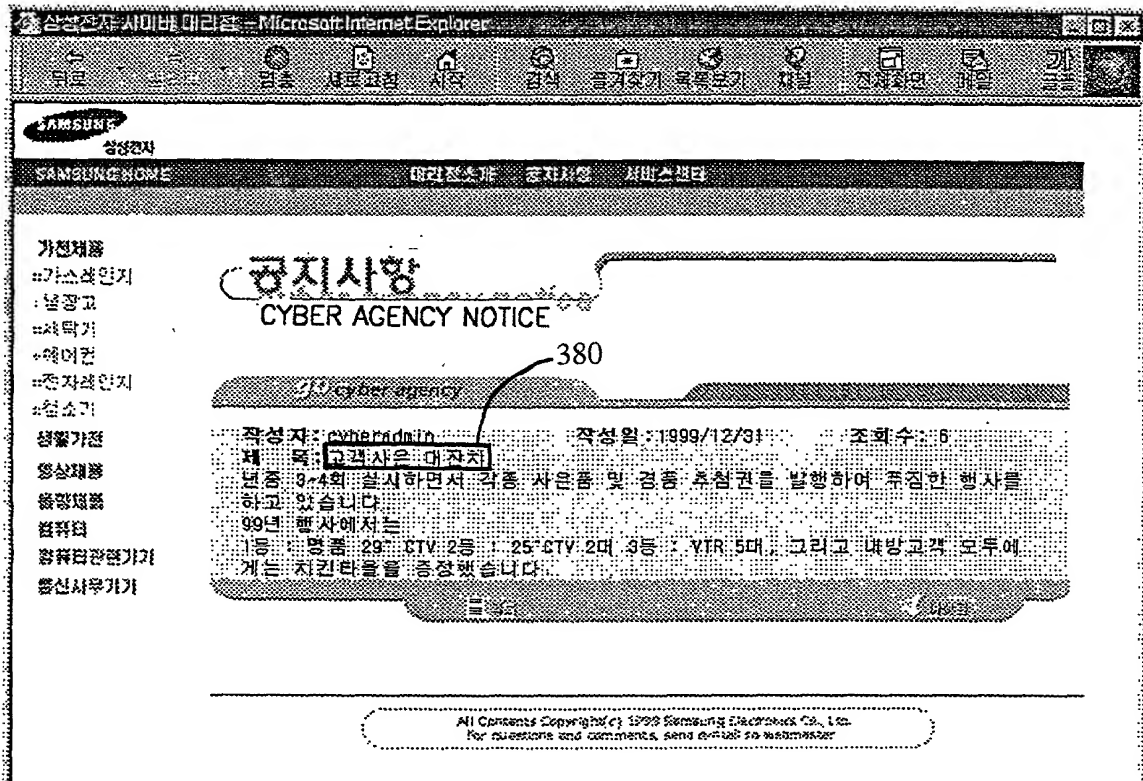 삼성전자 사이버 대리점 - Microsoft Internet Explorer
뒤로 멈춤 새로고침 시작 검색 즐겨찾기 목록보기 채널 전체화면 메일 글꼴
SAMSUNG
삼성전자
SAMSUNG HOME 대리점소개 공지사항 서비스센타
가전제품
가스레인지
냉장고
세탁기
에어컨
전자레인지
청소기
생활가전
영상제품
음향제품
컴퓨터
컴퓨터관련기기
통신사무기기
공지사항
CYBER AGENCY NOTICE
380
cyber agency
작성자: cyberadmin 작성일:1999/12/31 조회수: 6
제 목:고객사은 대잔치
년중 3-4회 실시하면서 각종 사은품 및 경품 추첨권를 발행하여 푸짐한 행사를
하고 있습니다.
99년 행사에서는
1등 : 명품 29" CTV 2등 : 25"CTV 2대 3등 : VTR 5대, 그리고 내방고객 모두에
게는 치킨타올을 증정했습니다.
All Contents Copyright(c) 1999 Samsung Electronics Co., Ltd.
For questions and comments, send e-mail to webmaster